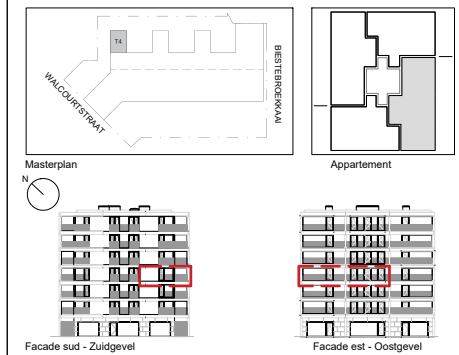 T4
WALCOURTSTRAAT
BIESTEBROEKKAAI
Masterplan
Appartement
N
Facade sud - Zuidgevel
Facade est - Oostgevel